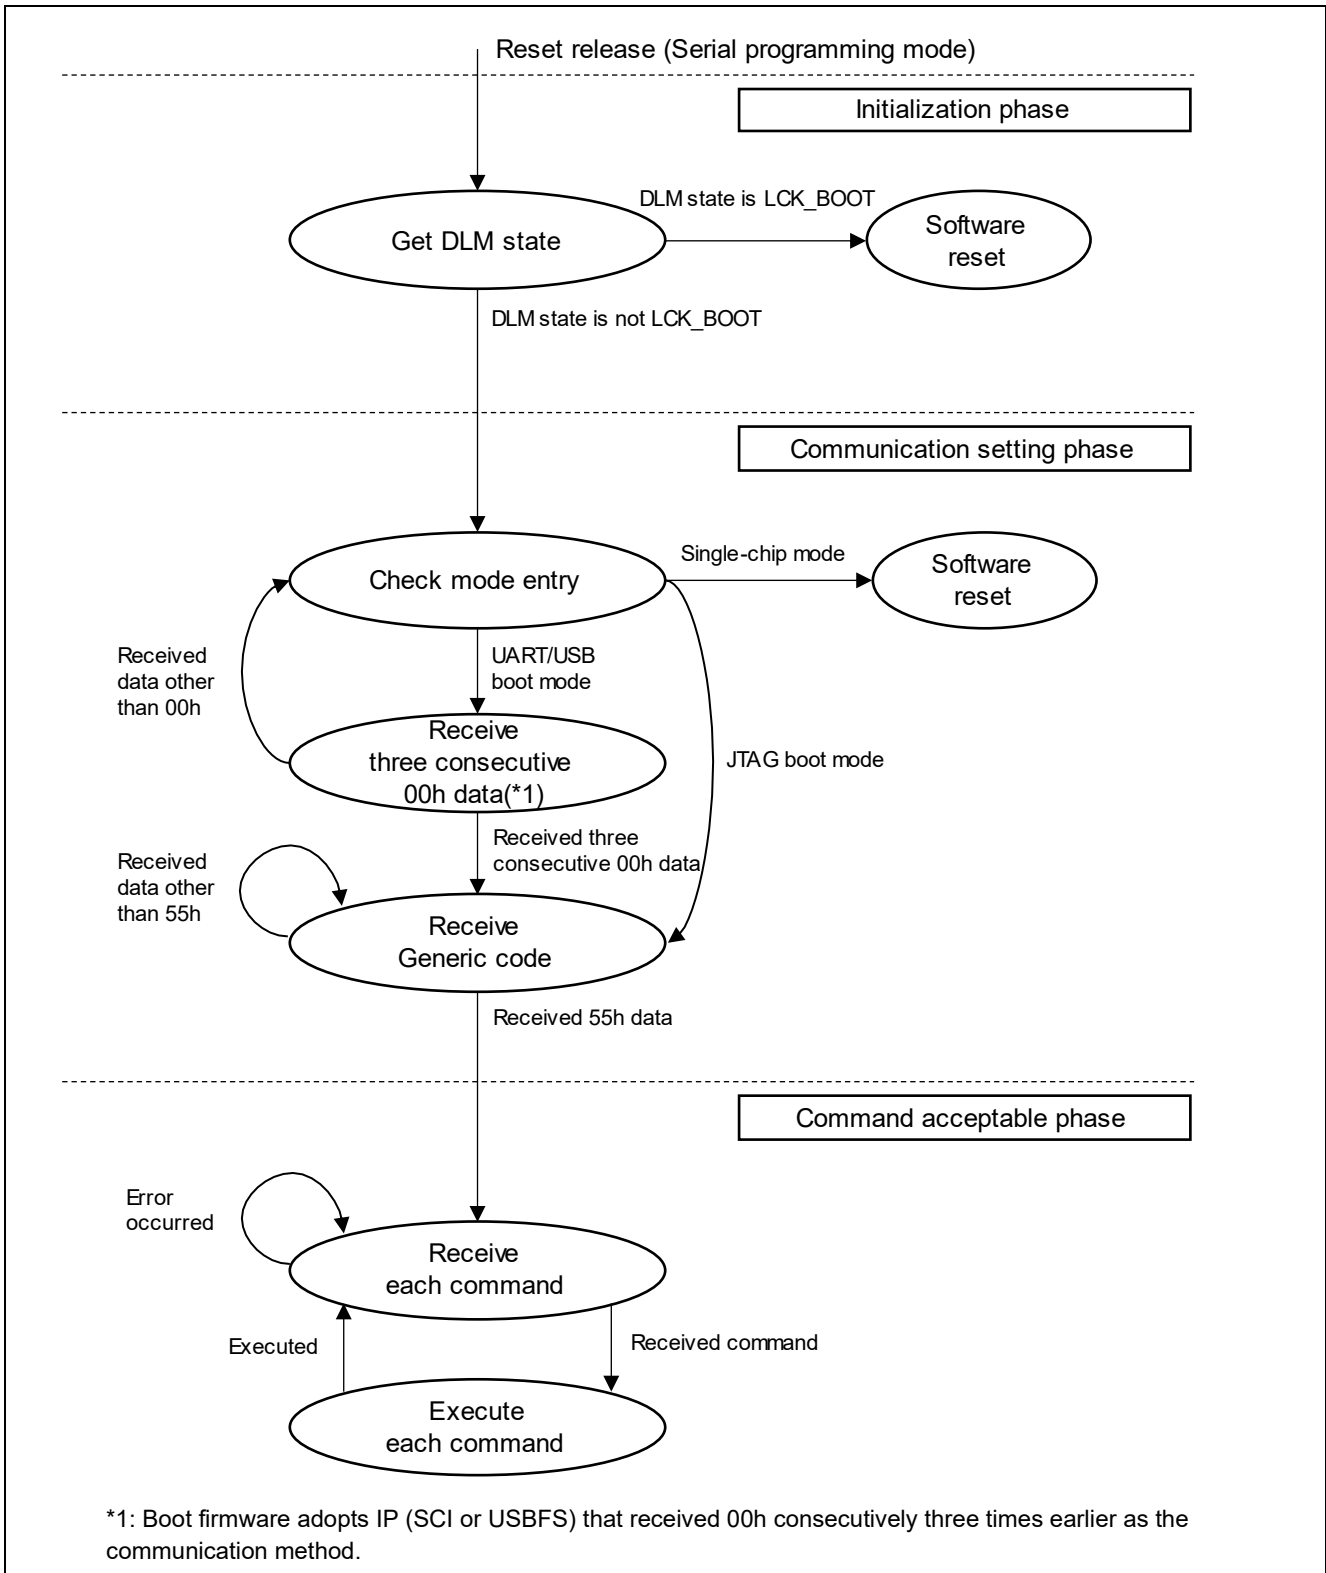 Reset release (Serial programming mode)
Initialization phase
DLM state is LCK_BOOT
Get DLM state
Software
reset
DLM state is not LCK_BOOT
Communication setting phase
Single-chip mode
Check mode entry
Software
reset
Received
data other
than 00h
UART/USB
boot mode
Receive
three consecutive
00h data(*1)
JTAG boot mode
Received three
consecutive 00h data
Received
data other
than 55h
Receive
Generic code
Received 55h data
Command acceptable phase
Error
occurred
Receive
each command
Executed
Received command
Execute
each command
*1: Boot firmware adopts IP (SCI or USBFS) that received 00h consecutively three times earlier as the
communication method.